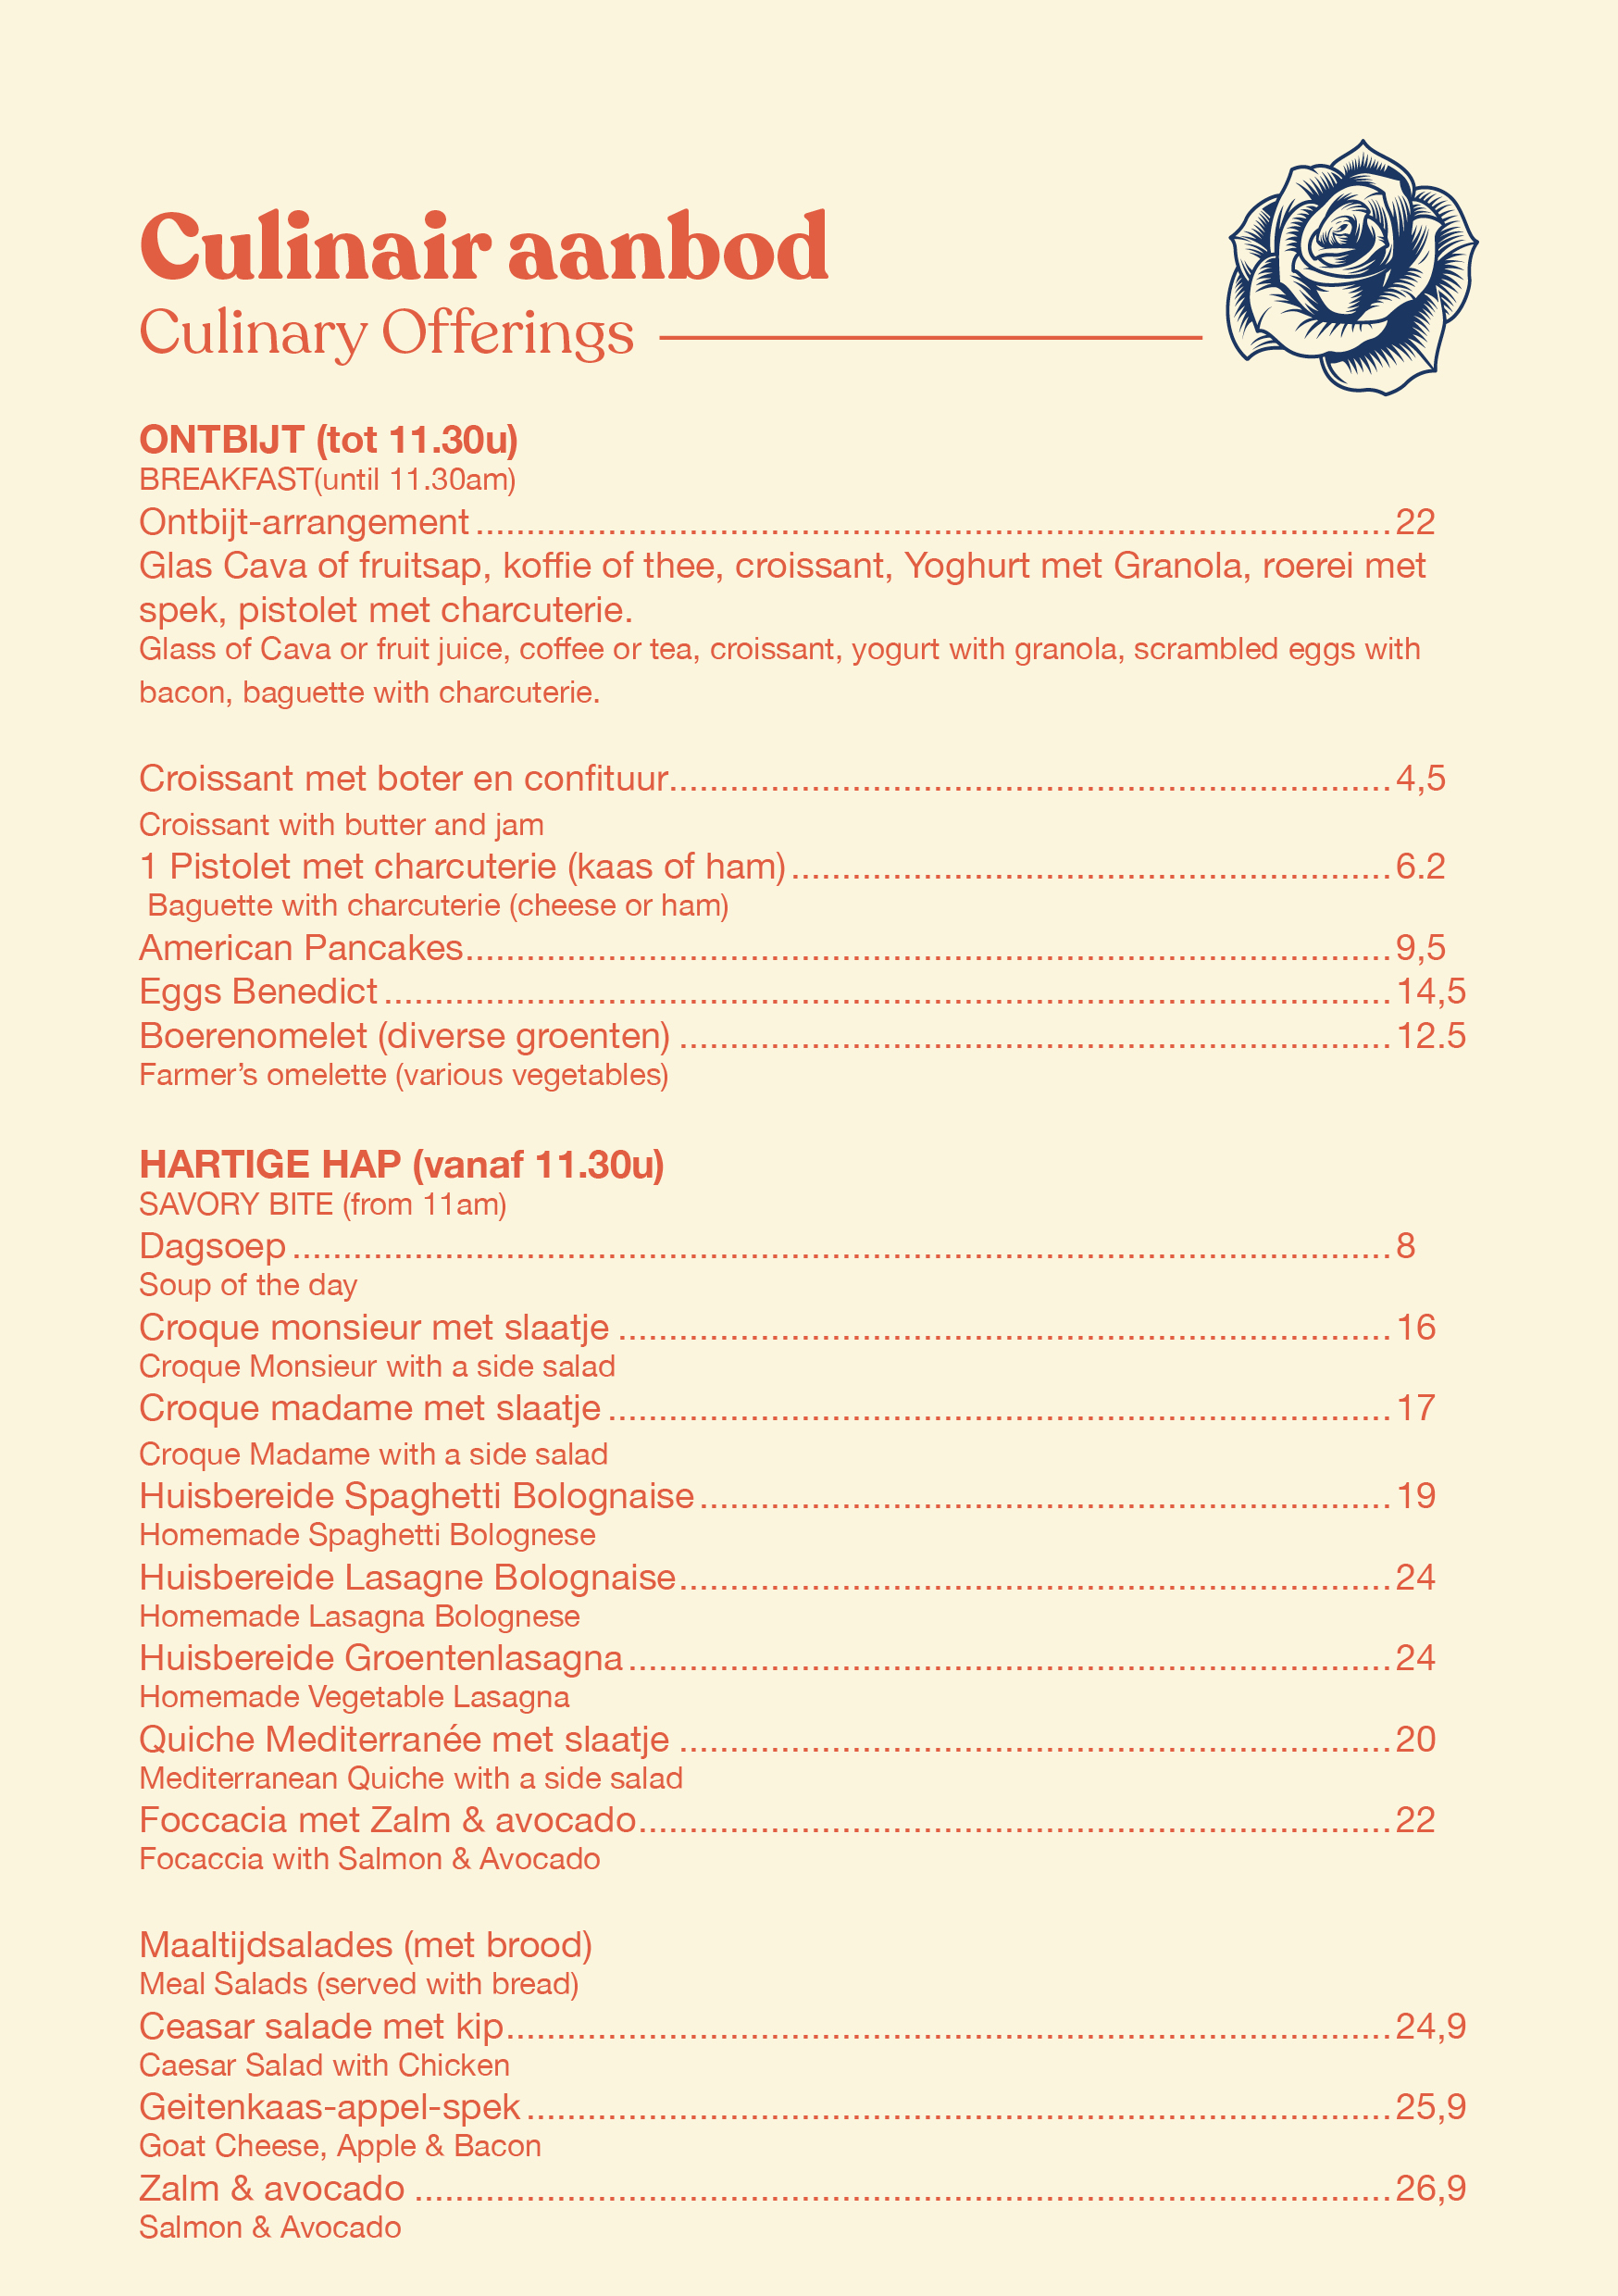 Culinair aanbod
Culinary Offerings
ONTBIJT (tot 11.30u)
BREAKFAST(until 11.30am)
Ontbijt-arrangement........................................................................................22
Glas Cava of fruitsap, koffie of thee, croissant, Yoghurt met Granola, roerei met
spek, pistolet met charcuterie.
Glass of Cava or fruit juice, coffee or tea, croissant, yogurt with granola, scrambled eggs with
bacon, baguette with charcuterie.
Croissant met boter en confituur......................................................................4,5
Croissant with butter and jam
1 Pistolet met charcuterie (kaas of ham)..........................................................6.2
Baguette with charcuterie (cheese or ham)
American Pancakes..........................................................................................9,5
Eggs Benedict..................................................................................................14,5
Boerenomelet (diverse groenten).....................................................................12.5
Farmer’s omelette (various vegetables)
HARTIGE HAP (vanaf 11.30u)
SAVORY BITE (from 11am)
Dagsoep...........................................................................................................8
Soup of the day
Croque monsieur met slaatje...........................................................................16
Croque Monsieur with a side salad
Croque madame met slaatje............................................................................17
Croque Madame with a side salad
Huisbereide Spaghetti Bolognaise...................................................................19
Homemade Spaghetti Bolognese
Huisbereide Lasagne Bolognaise.....................................................................24
Homemade Lasagna Bolognese
Huisbereide Groentenlasagna..........................................................................24
Homemade Vegetable Lasagna
Quiche Mediterranée met slaatje.....................................................................20
Mediterranean Quiche with a side salad
Foccacia met Zalm & avocado.........................................................................22
Focaccia with Salmon & Avocado
Maaltijdsalades (met brood)
Meal Salads (served with bread)
Ceasar salade met kip......................................................................................24,9
Caesar Salad with Chicken
Geitenkaas-appel-spek....................................................................................25,9
Goat Cheese, Apple & Bacon
Zalm & avocado...............................................................................................26,9
Salmon & Avocado